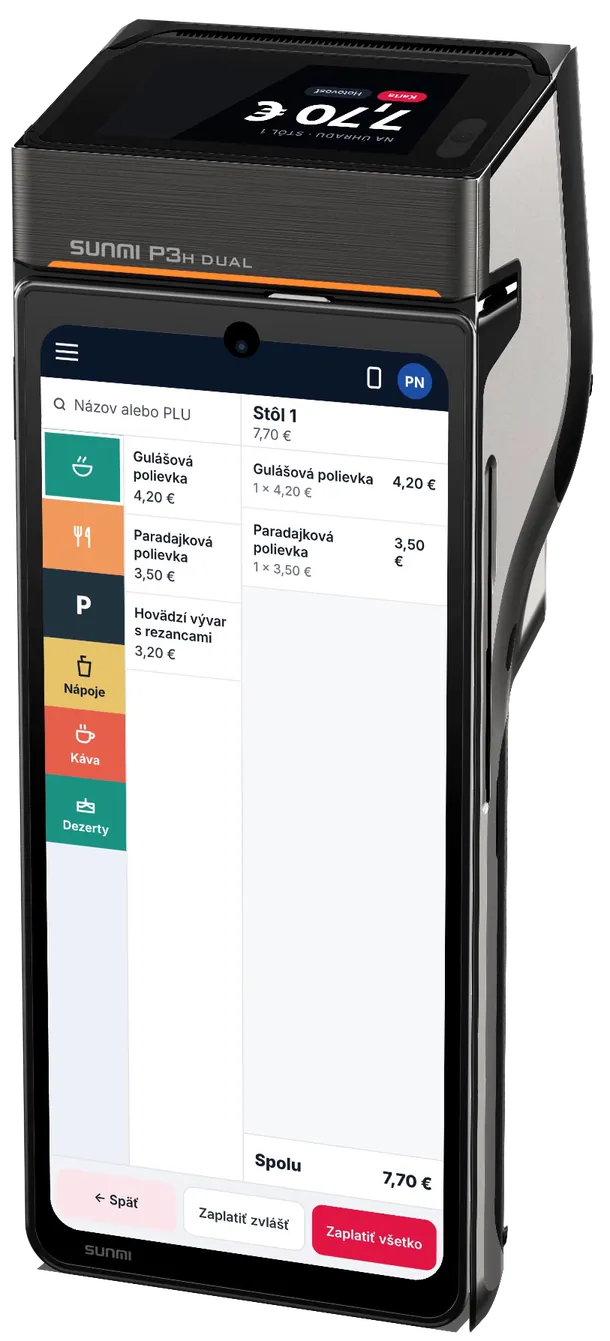 NA ÚHRADU · STÔL 1
7,70 €
Karta
Hotovosť
SUNMI P3H DUAL
PN
Názov alebo PLU
Stôl 1
7,70 €
Gulášová
polievka
4,20 €
Paradajková
polievka
3,50 €
Hovädzí vývar
s rezancami
3,20 €
P
Nápoje
Káva
Dezerty
Gulášová polievka
4,20 €
1 × 4,20 €
Paradajková
polievka
3,50
€
1 × 3,50 €
Spolu
7,70 €
← Späť
Zaplatiť zvlášť
Zaplatiť všetko
SUNMI